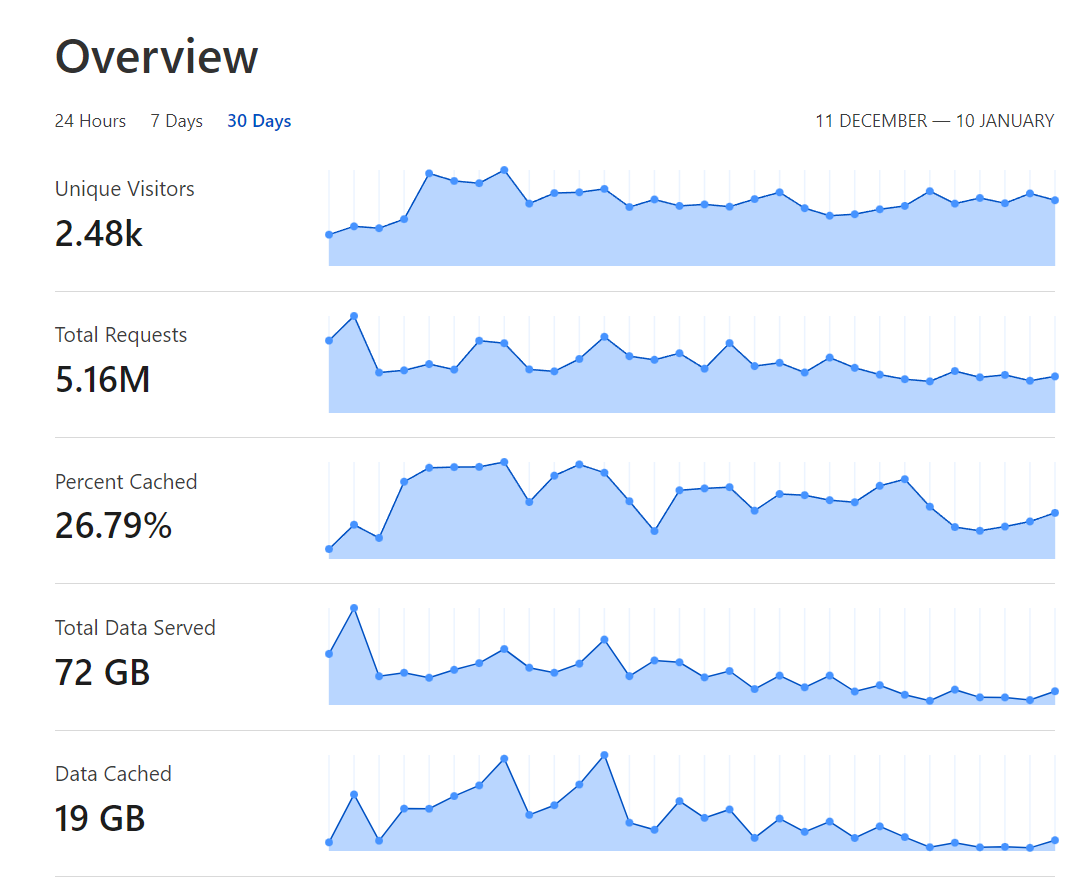 Overview
24 Hours 7 Days 30 Days 11 DECEMBER — 10 JANUARY
Unique Visitors
2.48k
Total Requests
5.16M
Percent Cached
26.79%
Total Data Served
72 GB
Data Cached
19 GB